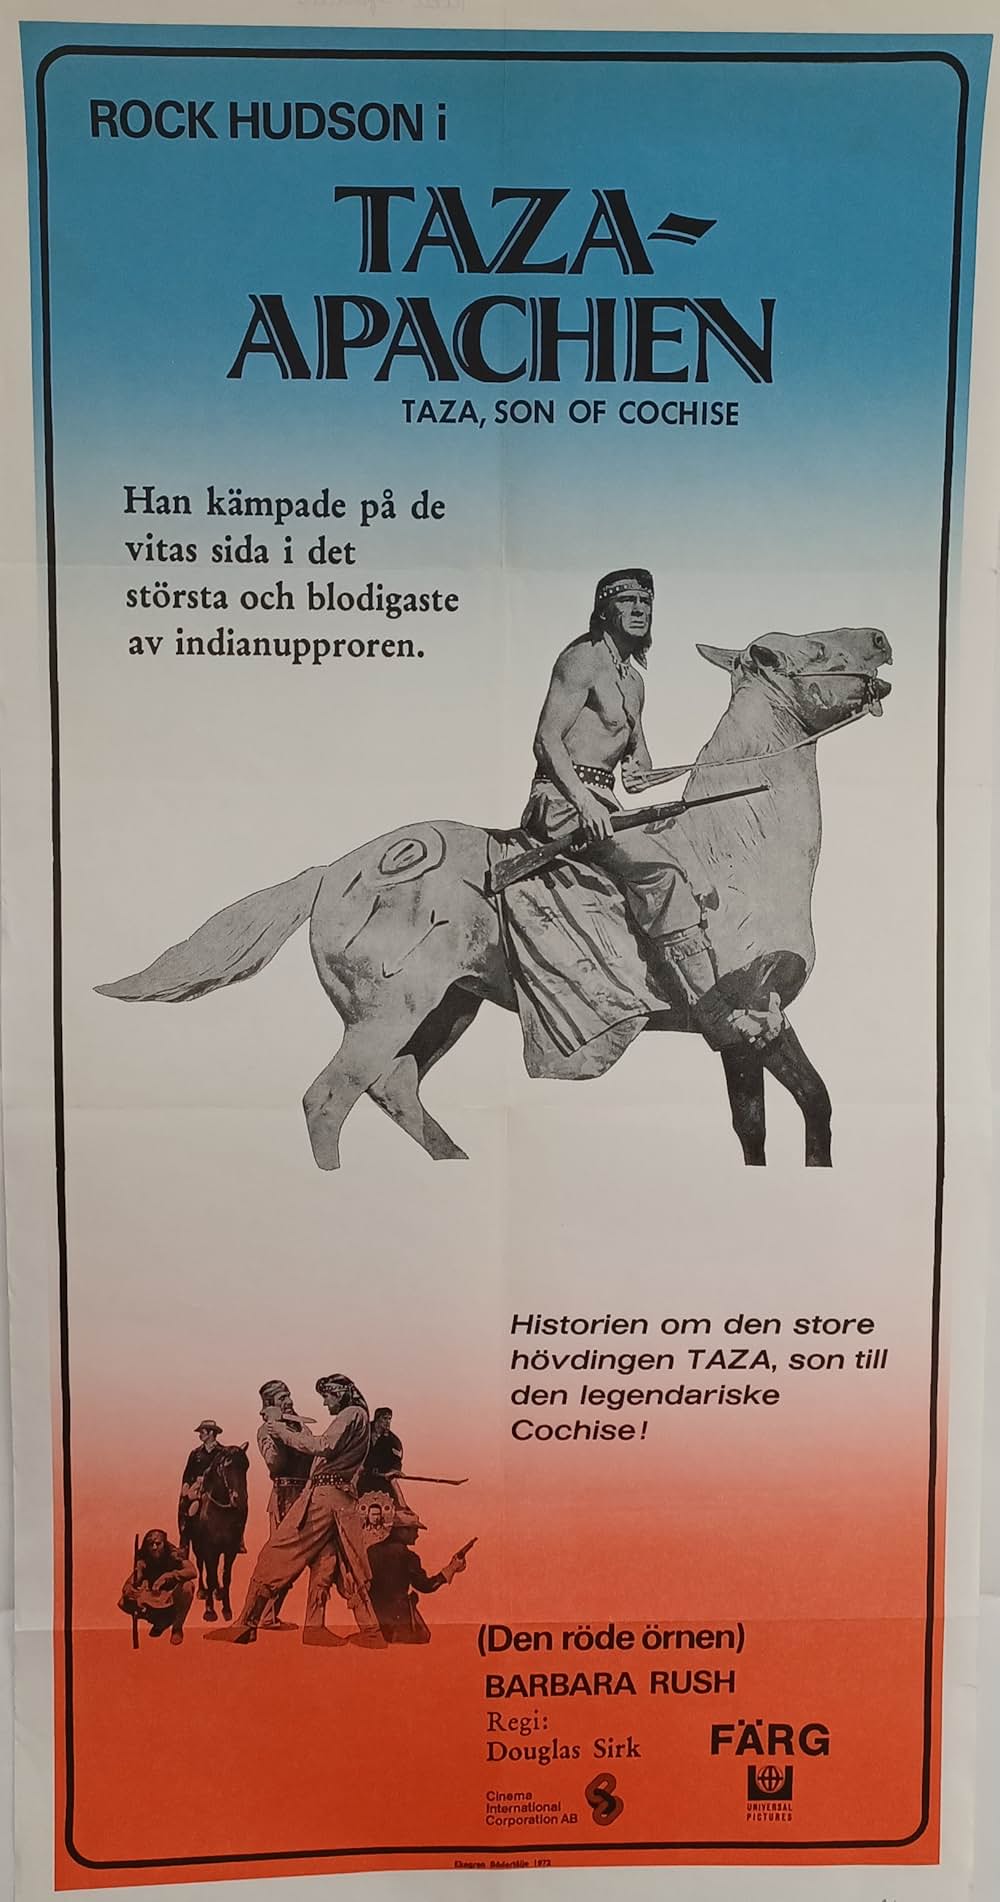 ROCK HUDSON i
TAZA-
APACHEN
TAZA, SON OF COCHISE
Han kämpade på de
vitas sida i det
största och blodigaste
av indianupproren.
Historien om den store
hövdingen TAZA, son till
den legendariske
Cochise!
(Den röde örnen)
BARBARA RUSH
Regi:
Douglas Sirk
FÄRG
UNIVERSAL
PICTURES
Cinema
International
Corporation AB
Södertälje 1973